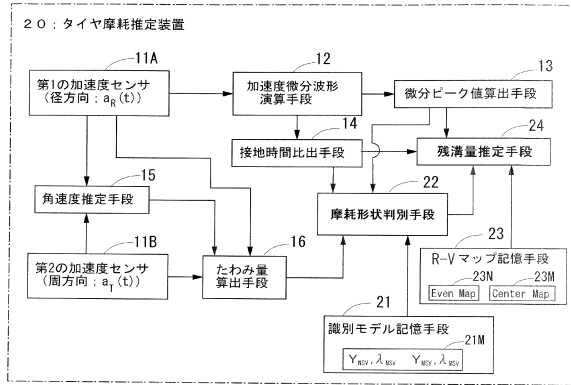 20:タイヤ摩耗推定装置
11A
第1の加速度センサ
(径方向;aR(t))
12
加速度微分波形
演算手段
13
微分ピーク値算出手段
14
接地時間比出手段
24
残溝量推定手段
15
角速度推定手段
22
摩耗形状判別手段
11B
第2の加速度センサ
(周方向;aT(t))
16
たわみ量
算出手段
23
R-Vマップ記憶手段
23N
Even Map
23M
Center Map
21
識別モデル記憶手段
21M
YNSV,λNSV YMSV,λMSV